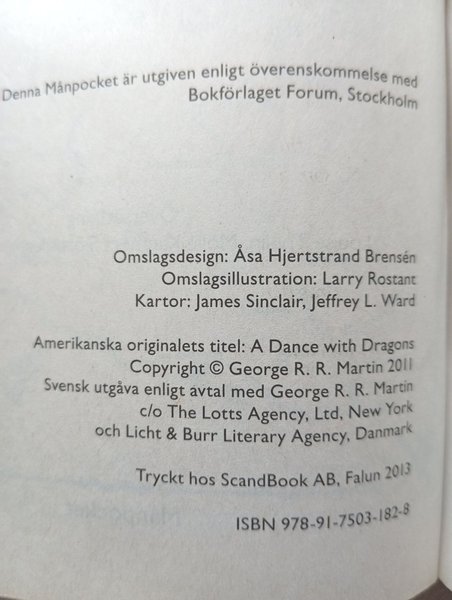 Denna Månpocket är utgiven enligt överenskommelse med
Bokförlaget Forum, Stockholm
Omslagsdesign: Åsa Hjertstrand Brensén
Omslagsillustration: Larry Rostant
Kartor: James Sinclair, Jeffrey L. Ward
Amerikanska originalets titel: A Dance with Dragons
Copyright © George R. R. Martin 2011
Svensk utgåva enligt avtal med George R. R. Martin
c/o The Lotts Agency, Ltd, New York
och Licht & Burr Literary Agency, Danmark
Tryckt hos ScandBook AB, Falun 2013
ISBN 978-91-7503-182-8